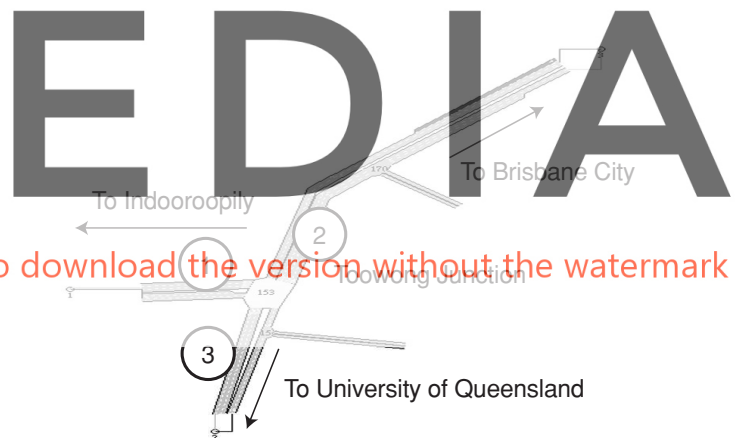 EDIA
To Brisbane City
To Indooroopily
2
1
o download the version without the watermark
Toowong Junction
1
153
3
To University of Queensland